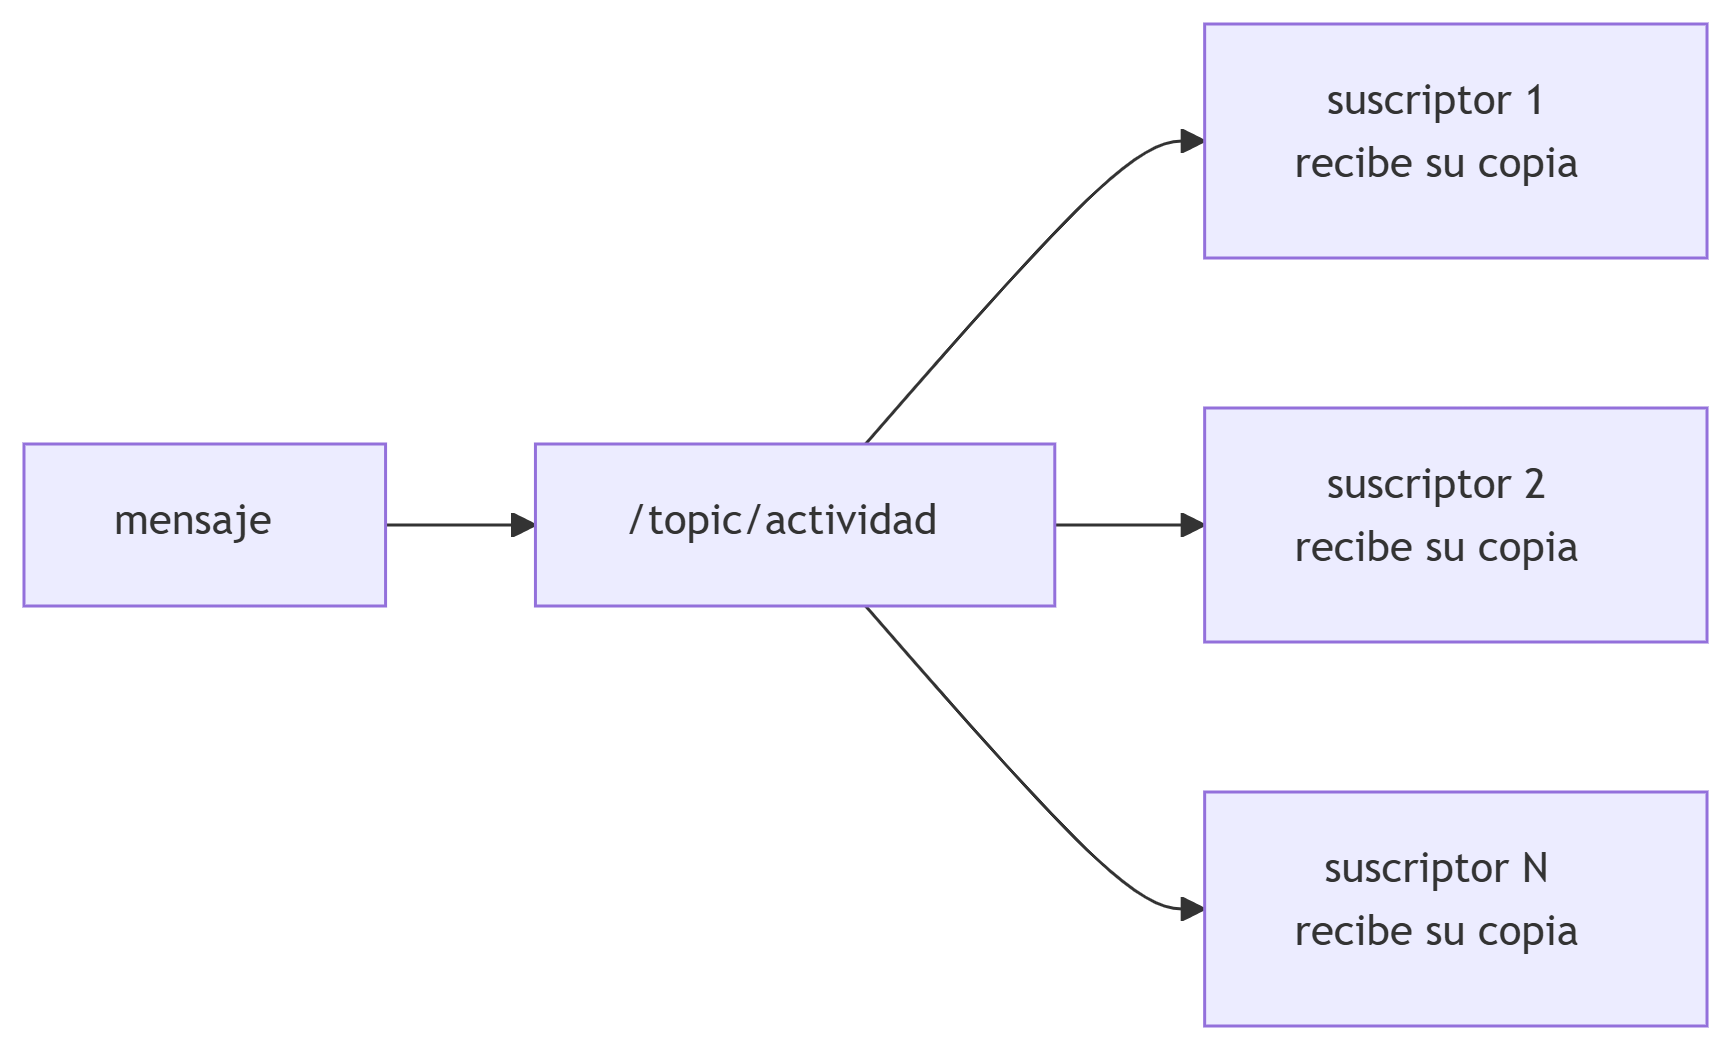 mensaje
/topic/actividad
suscriptor 1
recibe su copia
suscriptor 2
recibe su copia
suscriptor N
recibe su copia